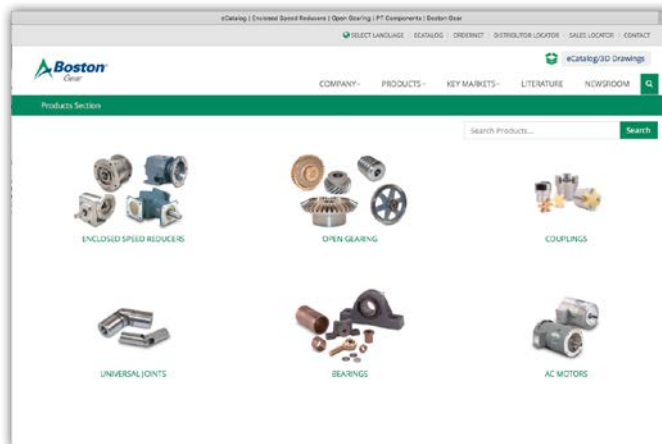 eCatalog | Enclosed Speed Reducers | Open Gearing | PT Components | Boston Gear
SELECT LANGUAGE ECATALOG ORDERNET DISTRIBUTOR LOCATOR SALES LOCATOR CONTACT
Boston
Gear
eCatalog/3D Drawings
COMPANY PRODUCTS KEY MARKETS LITERATURE NEWSROOM
Products Section
Search Products... Search
ENCLOSED SPEED REDUCERS OPEN GEARING COUPLINGS
UNIVERSAL JOINTS BEARINGS AC MOTORS